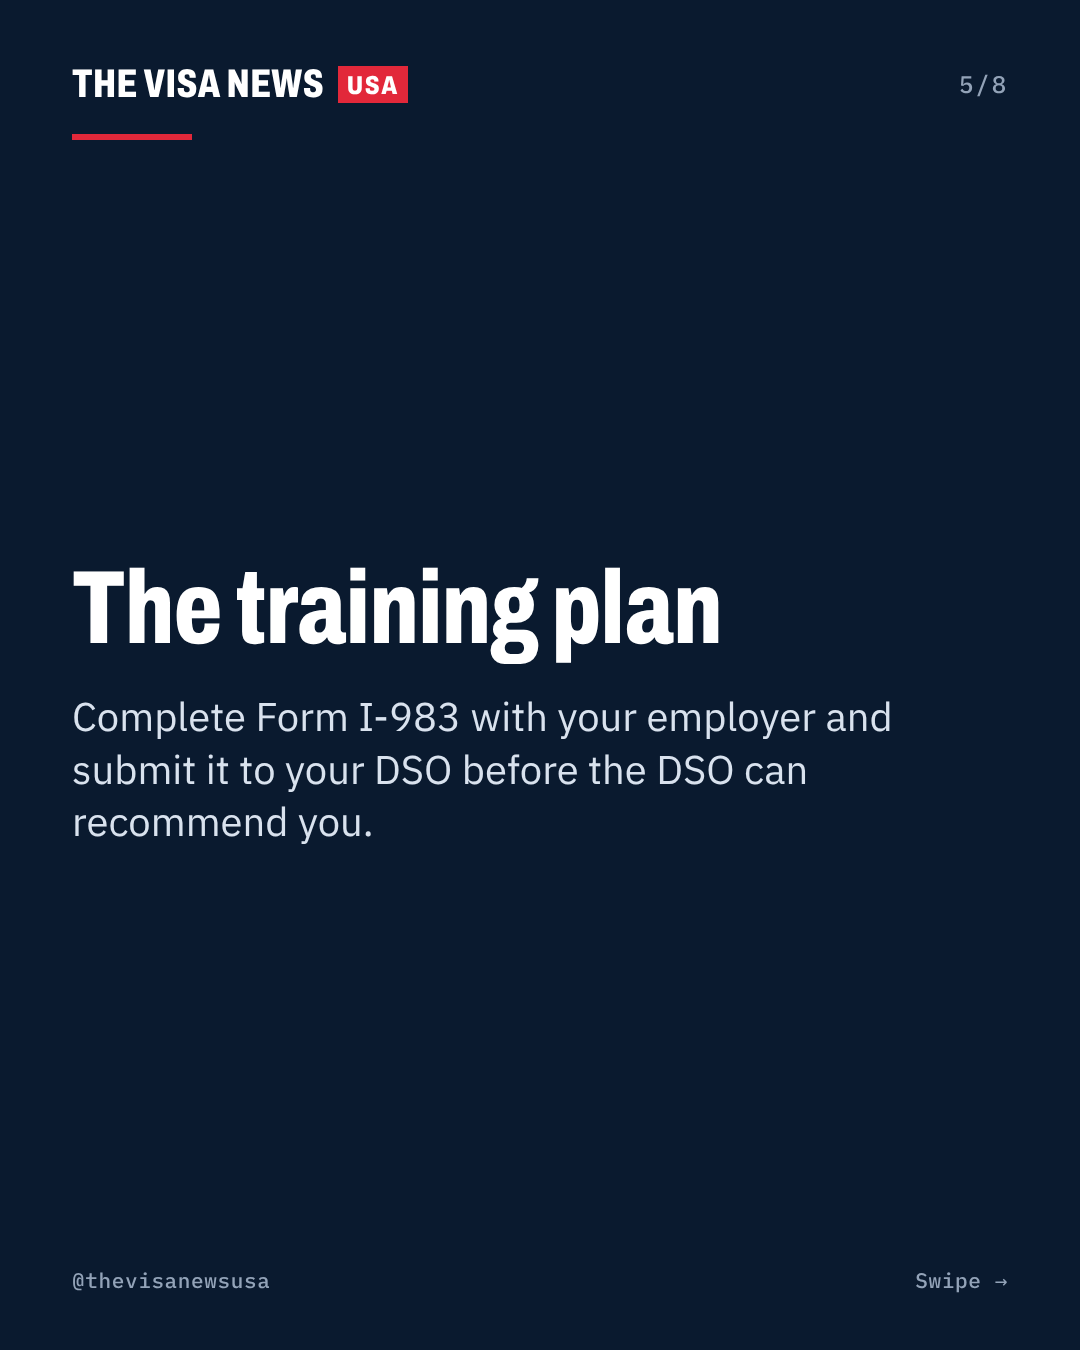 THE VISA NEWS USA
5/8
The training plan
Complete Form I-983 with your employer and
submit it to your DSO before the DSO can
recommend you.
@thevisanewsusa
Swipe →